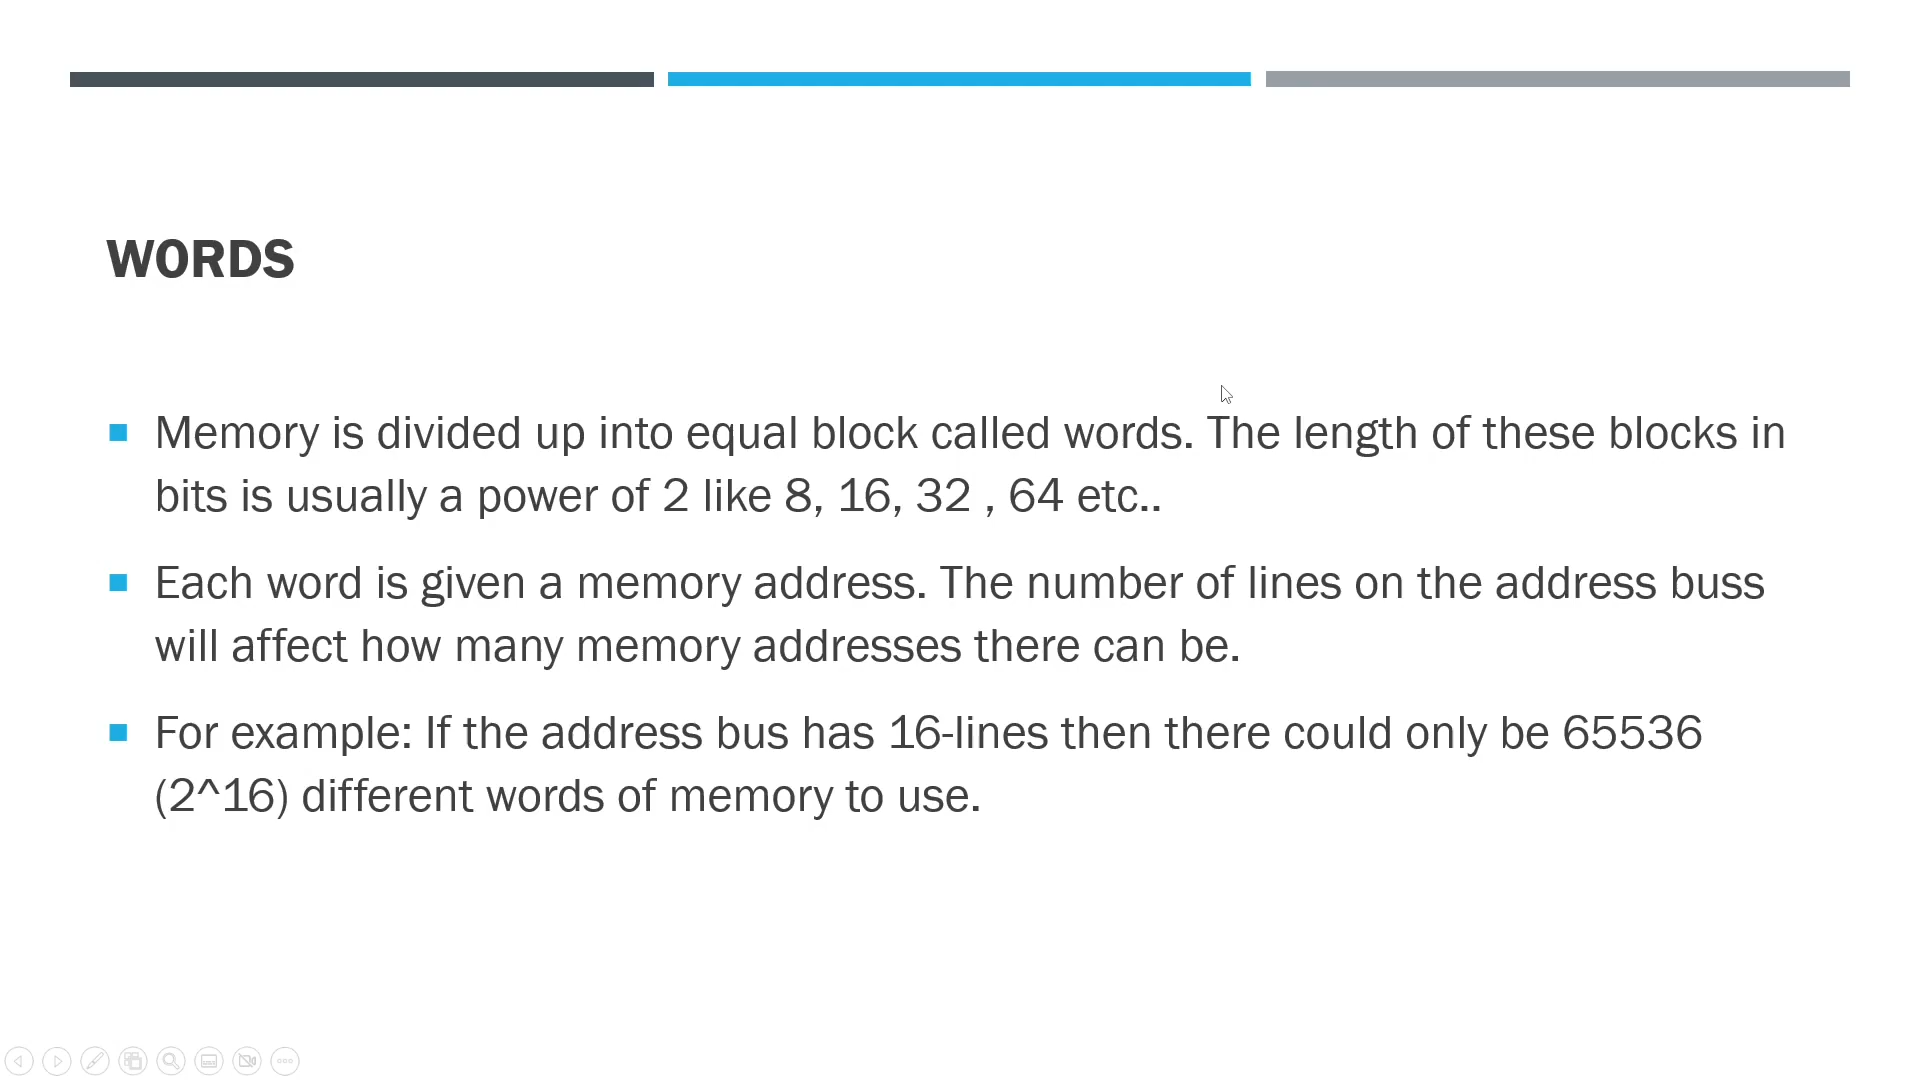 WORDS
Memory is divided up into equal block called words. The length of these blocks in
bits is usually a power of 2 like 8, 16, 32 , 64 etc..
Each word is given a memory address. The number of lines on the address buss
will affect how many memory addresses there can be.
For example: If the address bus has 16-lines then there could only be 65536
(2^16) different words of memory to use.